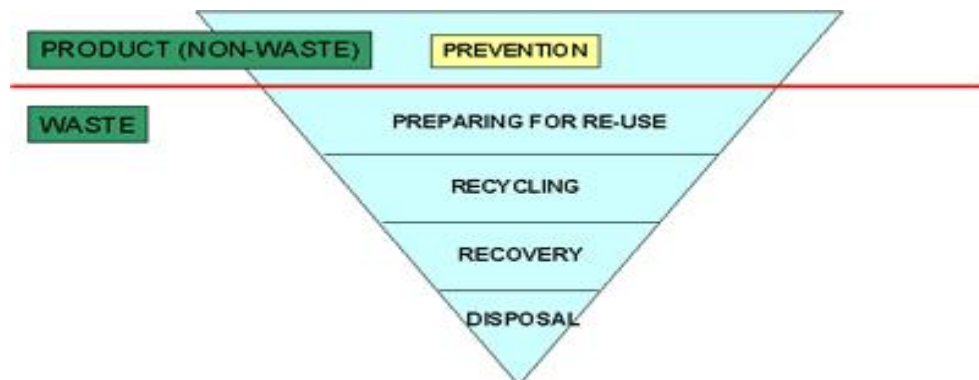 PRODUCT (NON-WASTE)
PREVENTION
WASTE
PREPARING FOR RE-USE
RECYCLING
RECOVERY
DISPOSAL